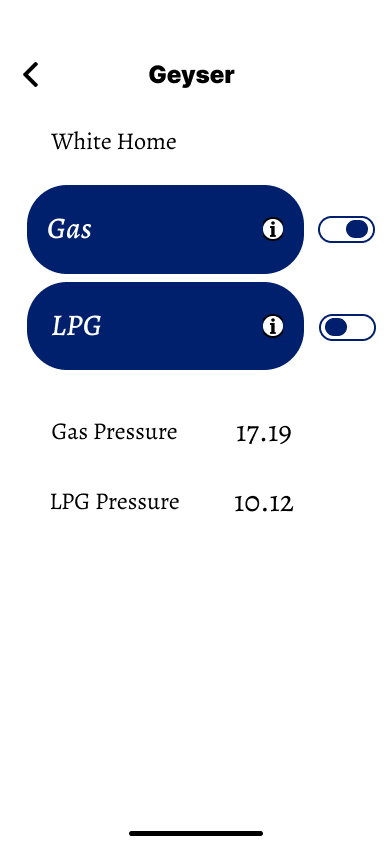 Geyser
White Home
Gas
LPG
Gas Pressure 17.19
LPG Pressure 10.12